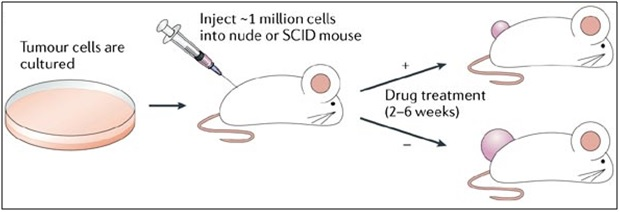 Tumour cells are
cultured
Inject ~1 million cells
into nude or SCID mouse
+
Drug treatment
(2–6 weeks)
–